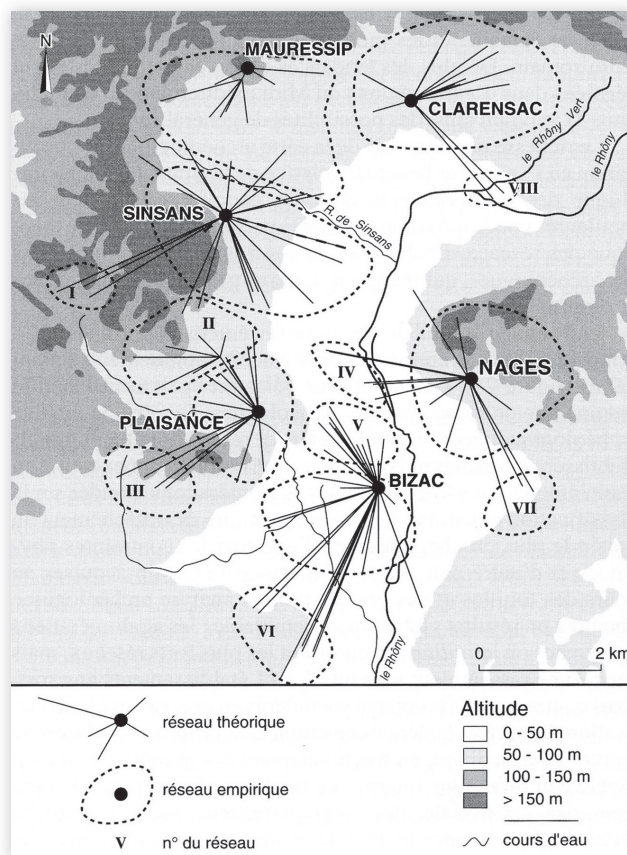 N
MAURESSIP
CLARENSAC
le Rhôny Vert
le Rhôny
VIII
SINSANS
R. de Sinsans
I
II
IV
NAGES
PLAISANCE
V
III
BIZAC
VII
VI
le Rhôny
0 2 km
réseau théorique
réseau empirique
V n° du réseau
Altitude
0 - 50 m
50 - 100 m
100 - 150 m
> 150 m
cours d'eau